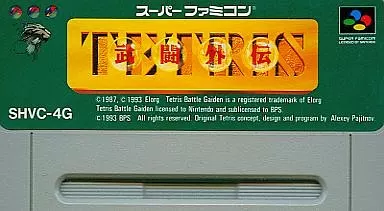 スーパーファミコン®
SUPER FAMICOM
TETRIS
武闘外伝
SHVC-4G
© 1987, © 1993 Elorg. Tetris Battle Gaiden is a registered trademark of Elorg
Tetris Battle Gaiden licensed to Nintendo and sublicensed to BPS.
© 1993 BPS. All rights reserved. Original Tetris concept, design and program by Alexey Pajitnov.